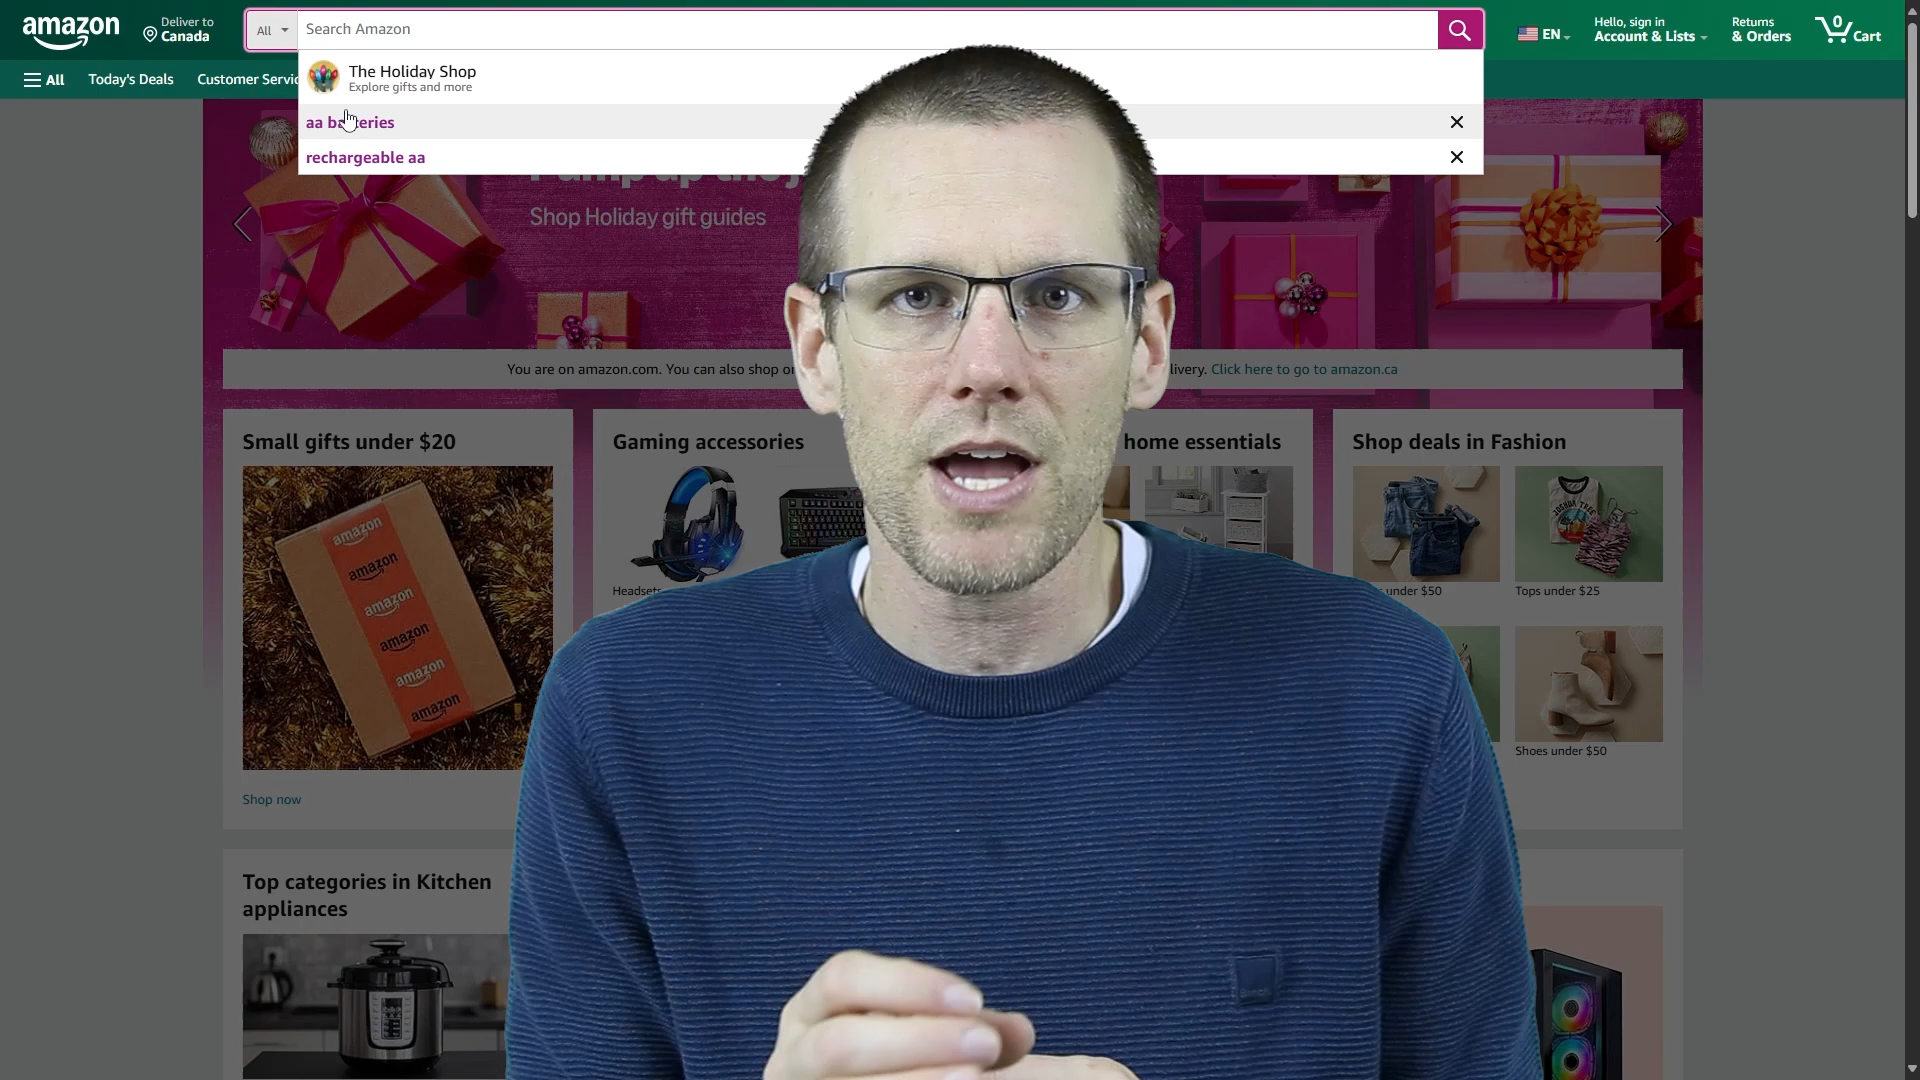 amazon
Deliver to
Canada
All
Search Amazon
EN
Hello, sign in
Account & Lists
Returns
& Orders
0
Cart
All
Today's Deals
Customer Servic
The Holiday Shop
Explore gifts and more
aa batteries
rechargeable aa
Shop Holiday gift guides
You are on amazon.com. You can also shop o
livery. Click here to go to amazon.ca
Small gifts under $20
Gaming accessories
home essentials
Shop deals in Fashion
amazon
amazon
amazon
amazon
amazon
amazon
Headsets
under $50
Tops under $25
Shoes under $50
Shop now
Top categories in Kitchen
appliances